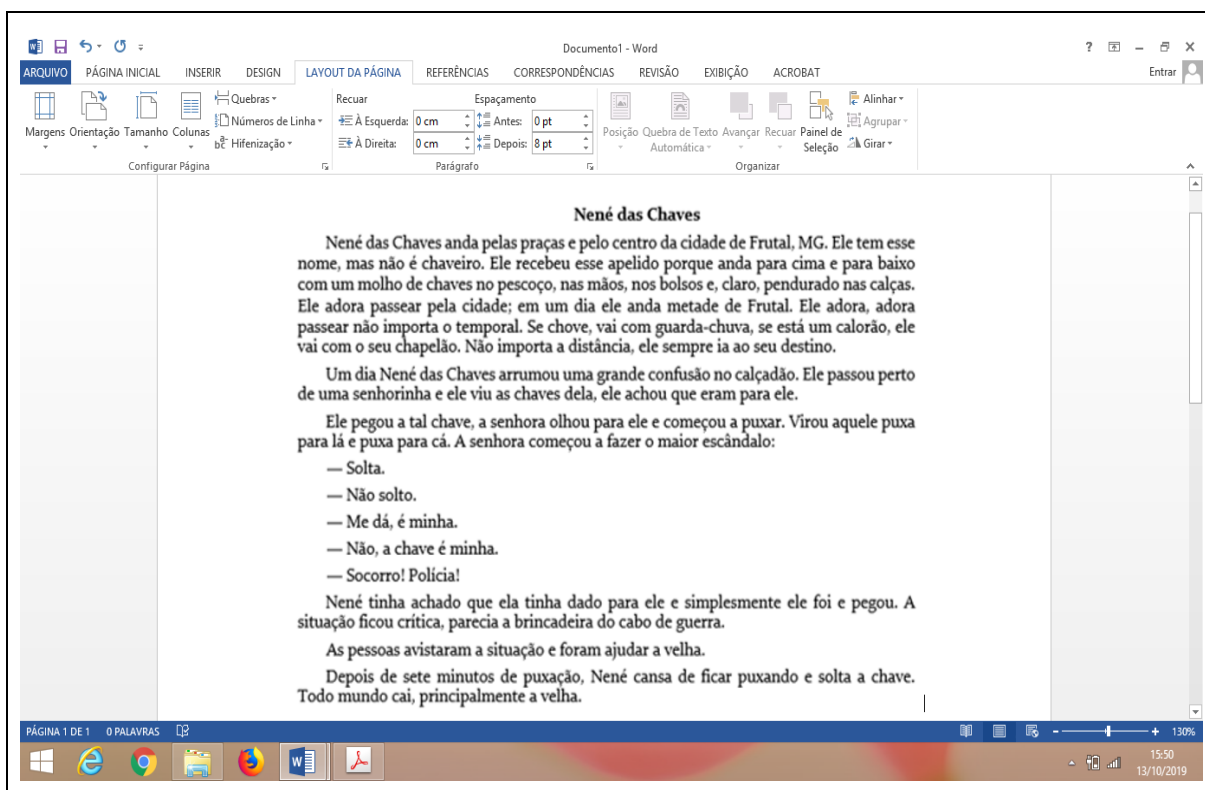 Documento1 - Word
ARQUIVO PÁGINA INICIAL INSERIR DESIGN LAYOUT DA PÁGINA REFERÊNCIAS CORRESPONDÊNCIAS REVISÃO EXIBIÇÃO ACROBAT Entrar
Margens Orientação Tamanho Colunas
Quebras
Números de Linha
Hifenização
Configurar Página
Recuar
À Esquerda: 0 cm
À Direita: 0 cm
Espaçamento
Antes: 0 pt
Depois: 8 pt
Parágrafo
Posição Quebra de Texto Automática Avançar Recuar Painel de Seleção
Alinhar
Agrupar
Girar
Organizar
Nené das Chaves
Nené das Chaves anda pelas praças e pelo centro da cidade de Frutal, MG. Ele tem esse
nome, mas não é chaveiro. Ele recebeu esse apelido porque anda para cima e para baixo
com um molho de chaves no pescoço, nas mãos, nos bolsos e, claro, pendurado nas calças.
Ele adora passear pela cidade; em um dia ele anda metade de Frutal. Ele adora, adora
passear não importa o temporal. Se chove, vai com guarda-chuva, se está um calorão, ele
vai com o seu chapelão. Não importa a distância, ele sempre ia ao seu destino.
Um dia Nené das Chaves arrumou uma grande confusão no calçadão. Ele passou perto
de uma senhorinha e ele viu as chaves dela, ele achou que eram para ele.
Ele pegou a tal chave, a senhora olhou para ele e começou a puxar. Virou aquele puxa
para lá e puxa para cá. A senhora começou a fazer o maior escândalo:
— Solta.
— Não solto.
— Me dá, é minha.
— Não, a chave é minha.
— Socorro! Polícia!
Nené tinha achado que ela tinha dado para ele e simplesmente ele foi e pegou. A
situação ficou crítica, parecia a brincadeira do cabo de guerra.
As pessoas avistaram a situação e foram ajudar a velha.
Depois de sete minutos de puxação, Nené cansa de ficar puxando e solta a chave.
Todo mundo cai, principalmente a velha.
PÁGINA 1 DE 1 0 PALAVRAS 130%
15:50
13/10/2019